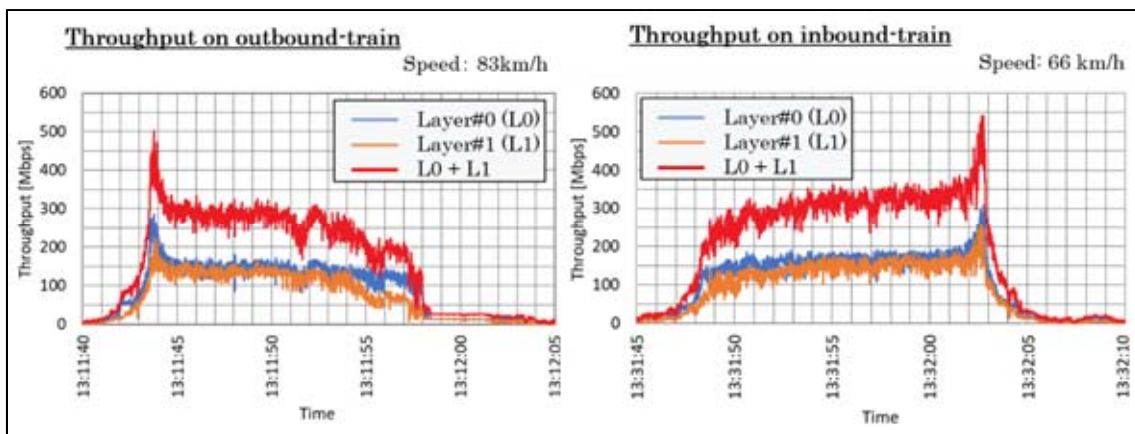 Throughput on outbound-train
Speed: 83km/h
600
500
400
300
200
100
0
Throughput [Mbps]
Layer#0 (L0)
Layer#1 (L1)
L0 + L1
13:11:40
13:11:45
13:11:50
13:11:55
13:12:00
13:12:05
Time
Throughput on inbound-train
Speed: 66 km/h
600
500
400
300
200
100
0
Throughput [Mbps]
Layer#0 (L0)
Layer#1 (L1)
L0 + L1
13:31:45
13:31:50
13:31:55
13:32:00
13:32:05
13:32:10
Time